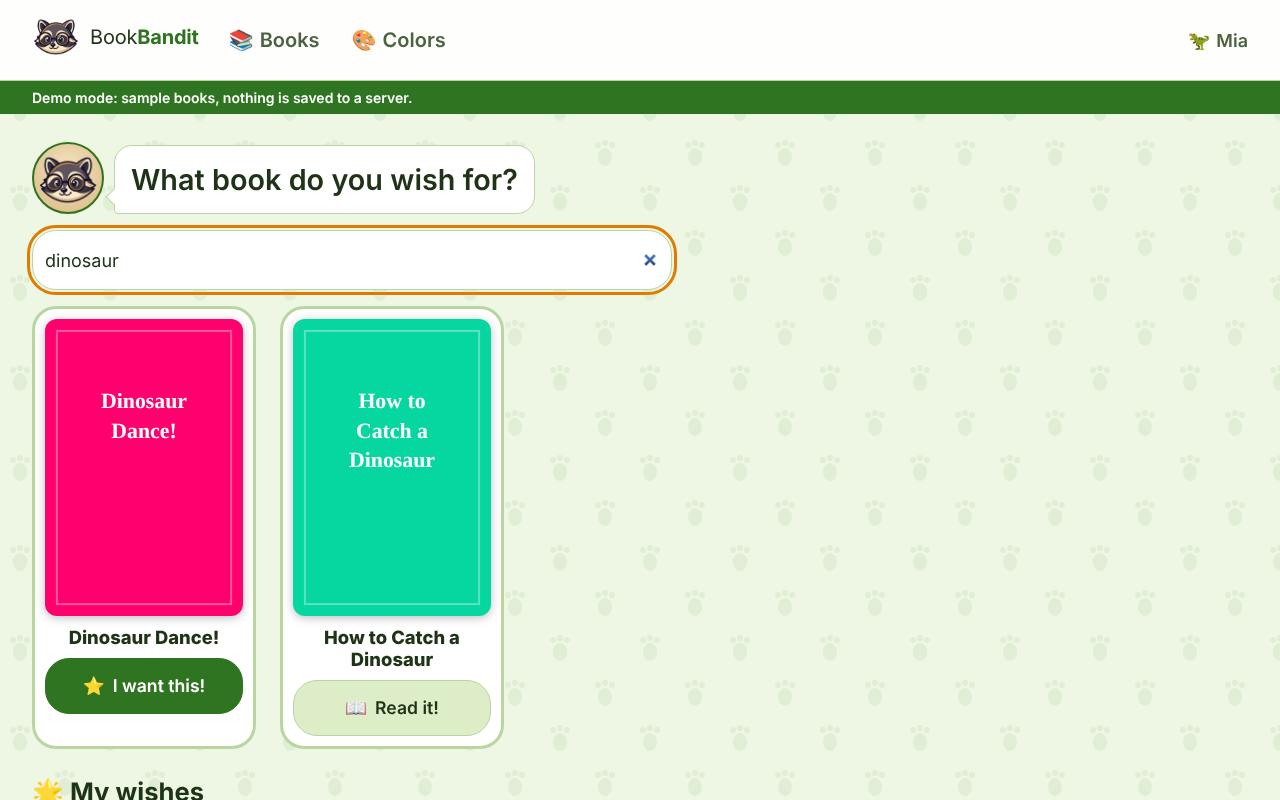 BookBandit
📚 Books
🎨 Colors
🦖 Mia
Demo mode: sample books, nothing is saved to a server.
What book do you wish for?
dinosaur
Dinosaur
Dance!
How to
Catch a
Dinosaur
Dinosaur Dance!
⭐ I want this!
How to Catch a
Dinosaur
📖 Read it!
🌟 My wishes